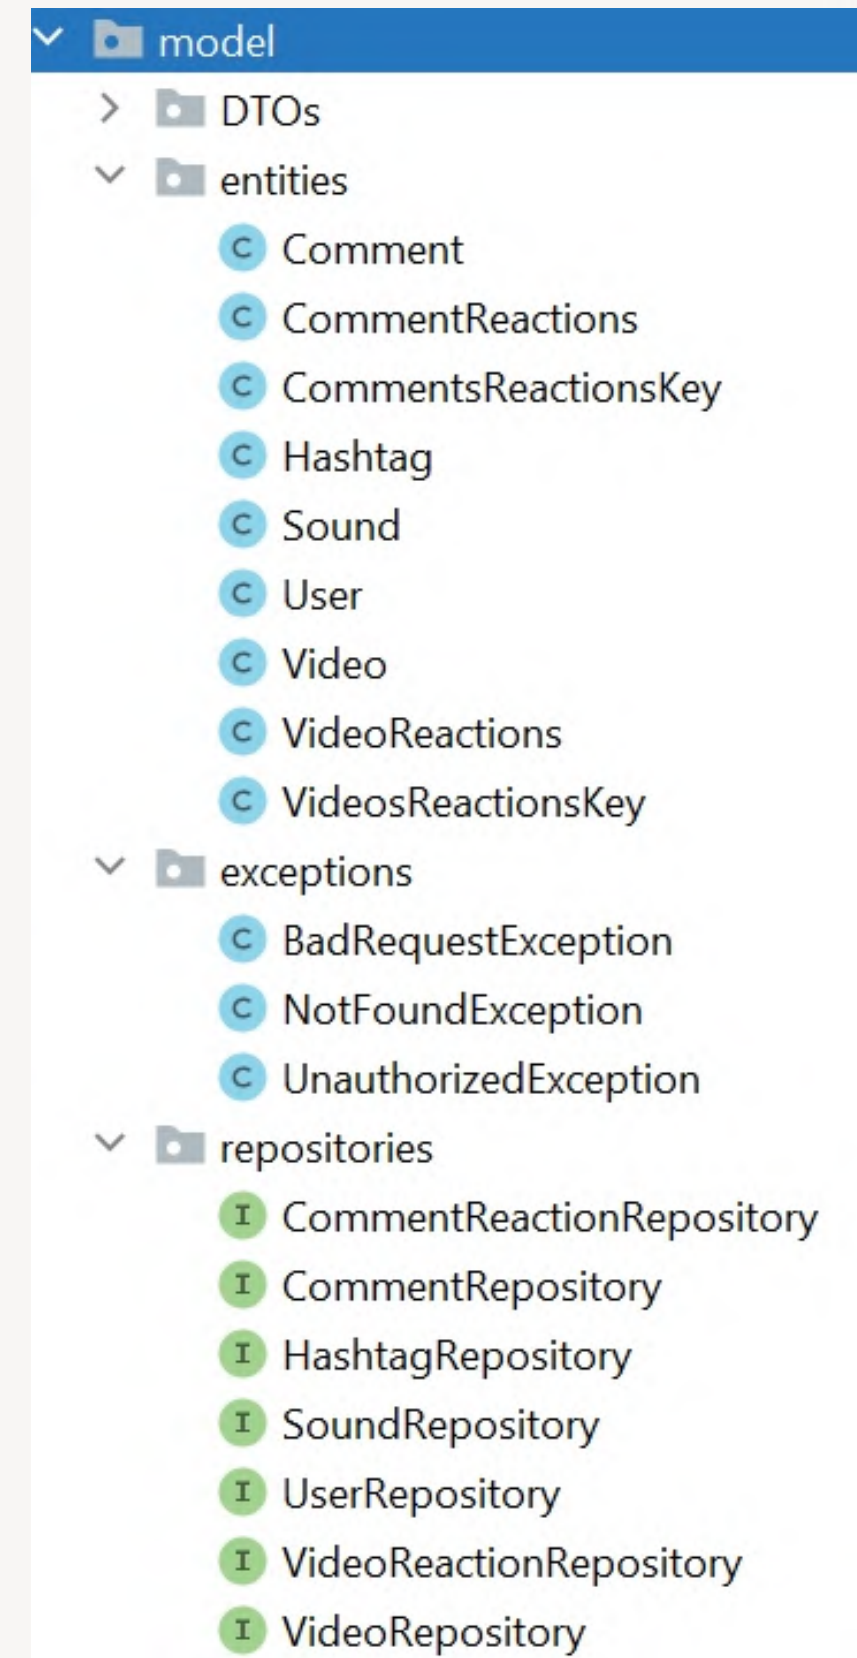 model
DTOs
entities
C Comment
C CommentReactions
C CommentsReactionsKey
C Hashtag
C Sound
C User
C Video
C VideoReactions
C VideosReactionsKey
exceptions
C BadRequestException
C NotFoundException
C UnauthorizedException
repositories
I CommentReactionRepository
I CommentRepository
I HashtagRepository
I SoundRepository
I UserRepository
I VideoReactionRepository
I VideoRepository